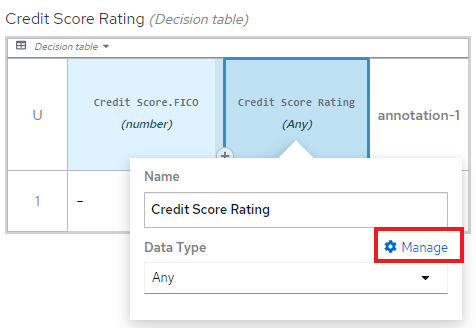 Credit Score Rating (Decision table)
Decision table
U
Credit Score.FICO
(number)
Credit Score Rating
(Any)
annotation-1
1
-
Name
Credit Score Rating
Data Type
Manage
Any